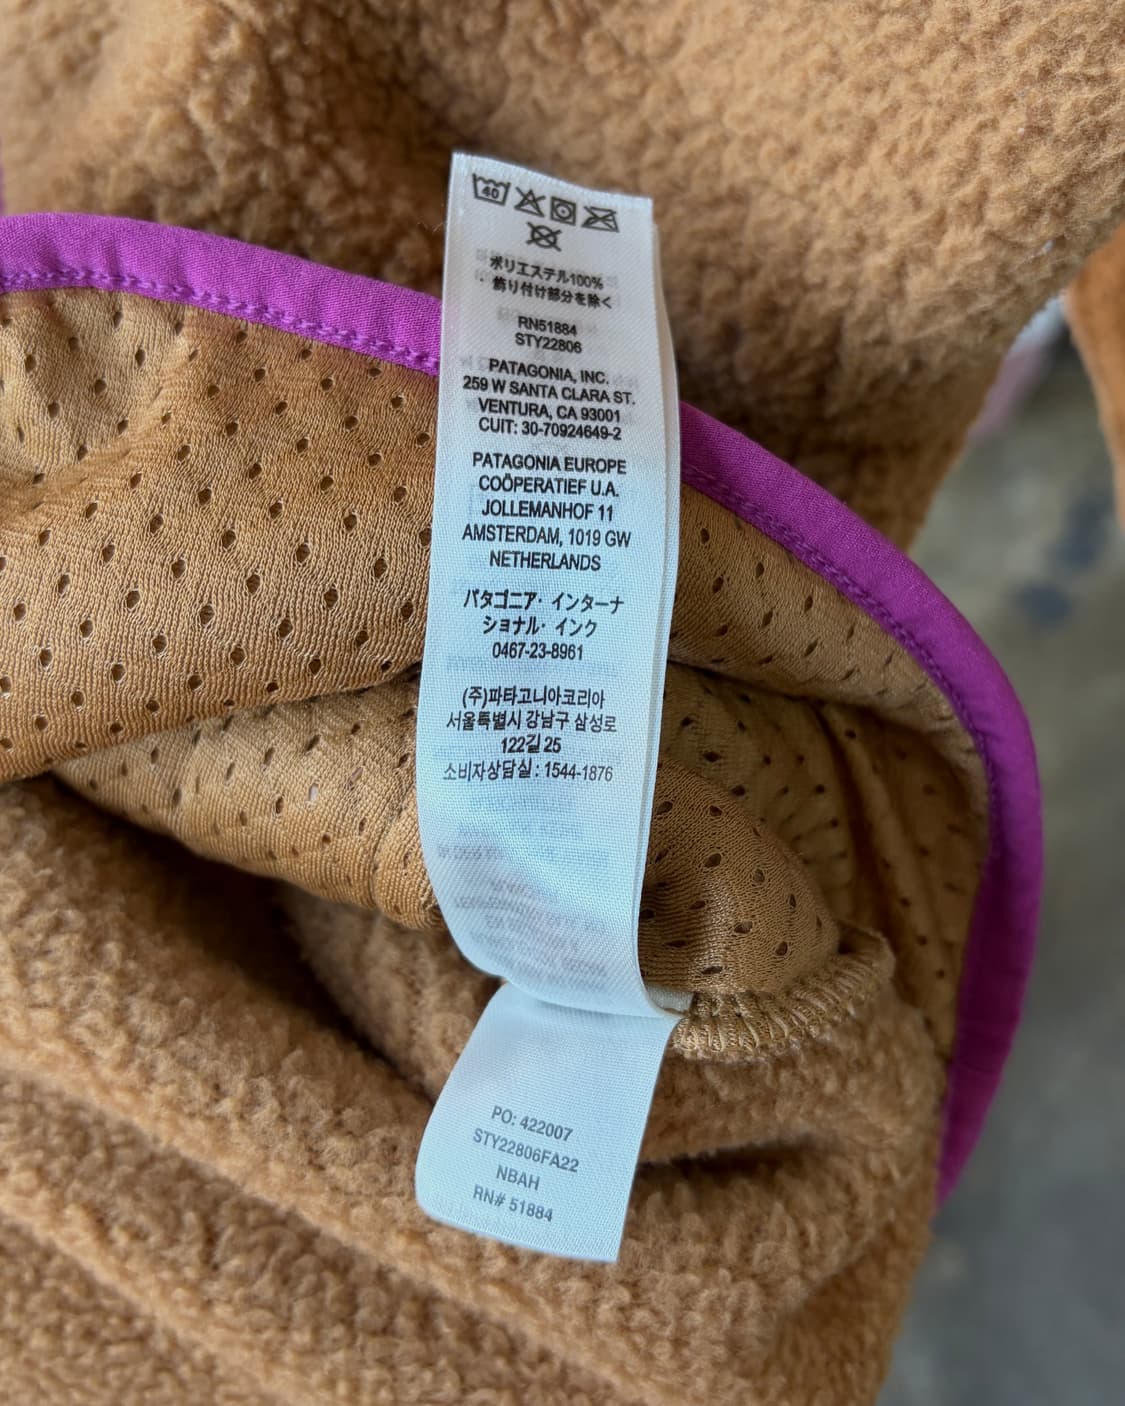 40
ポリエステル100%
・ 飾り付け部分を除く
RN51884
STY22806
PATAGONIA, INC.
259 W SANTA CLARA ST.
VENTURA, CA 93001
CUIT: 30-70924649-2
PATAGONIA EUROPE
COÖPERATIEF U.A.
JOLLEMANHOF 11
AMSTERDAM, 1019 GW
NETHERLANDS
パタゴニア・インターナ
ショナル・インク
0467-23-8961
(주)파타고니아코리아
서울특별시 강남구 삼성로
122길 25
소비자상담실 : 1544-1876
PO: 422007
STY22806FA22
NBAH
RN# 51884